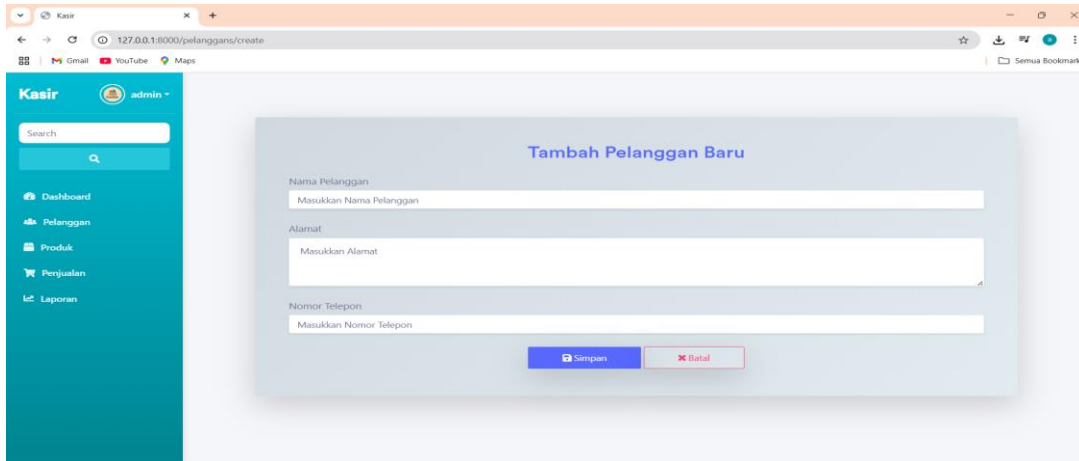 Kasir
127.0.0.1:8000/pelanggans/create
Gmail YouTube Maps
Semua Bookmark
Kasir admin
Search
Dashboard
Pelanggan
Produk
Penjualan
Laporan
Tambah Pelanggan Baru
Nama Pelanggan
Masukkan Nama Pelanggan
Alamat
Masukkan Alamat
Nomor Telepon
Masukkan Nomor Telepon
Simpan Batal